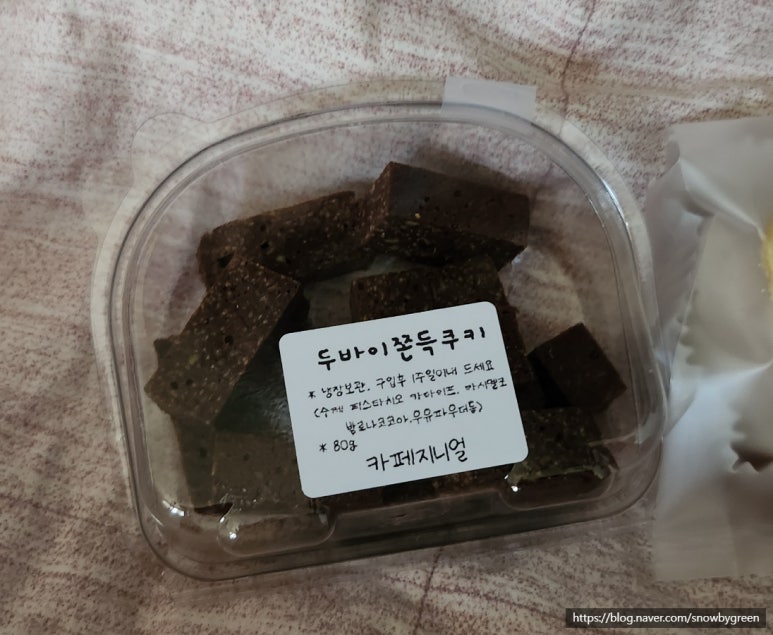 두바이쫀득쿠키
* 냉장보관, 구입후 1주일이내 드세요
<수제 피스타치오 카다이프, 마시멜로
발로나코코아, 우유파우더등>
* 80g
카페지니얼
https://blog.naver.com/snowbygreen